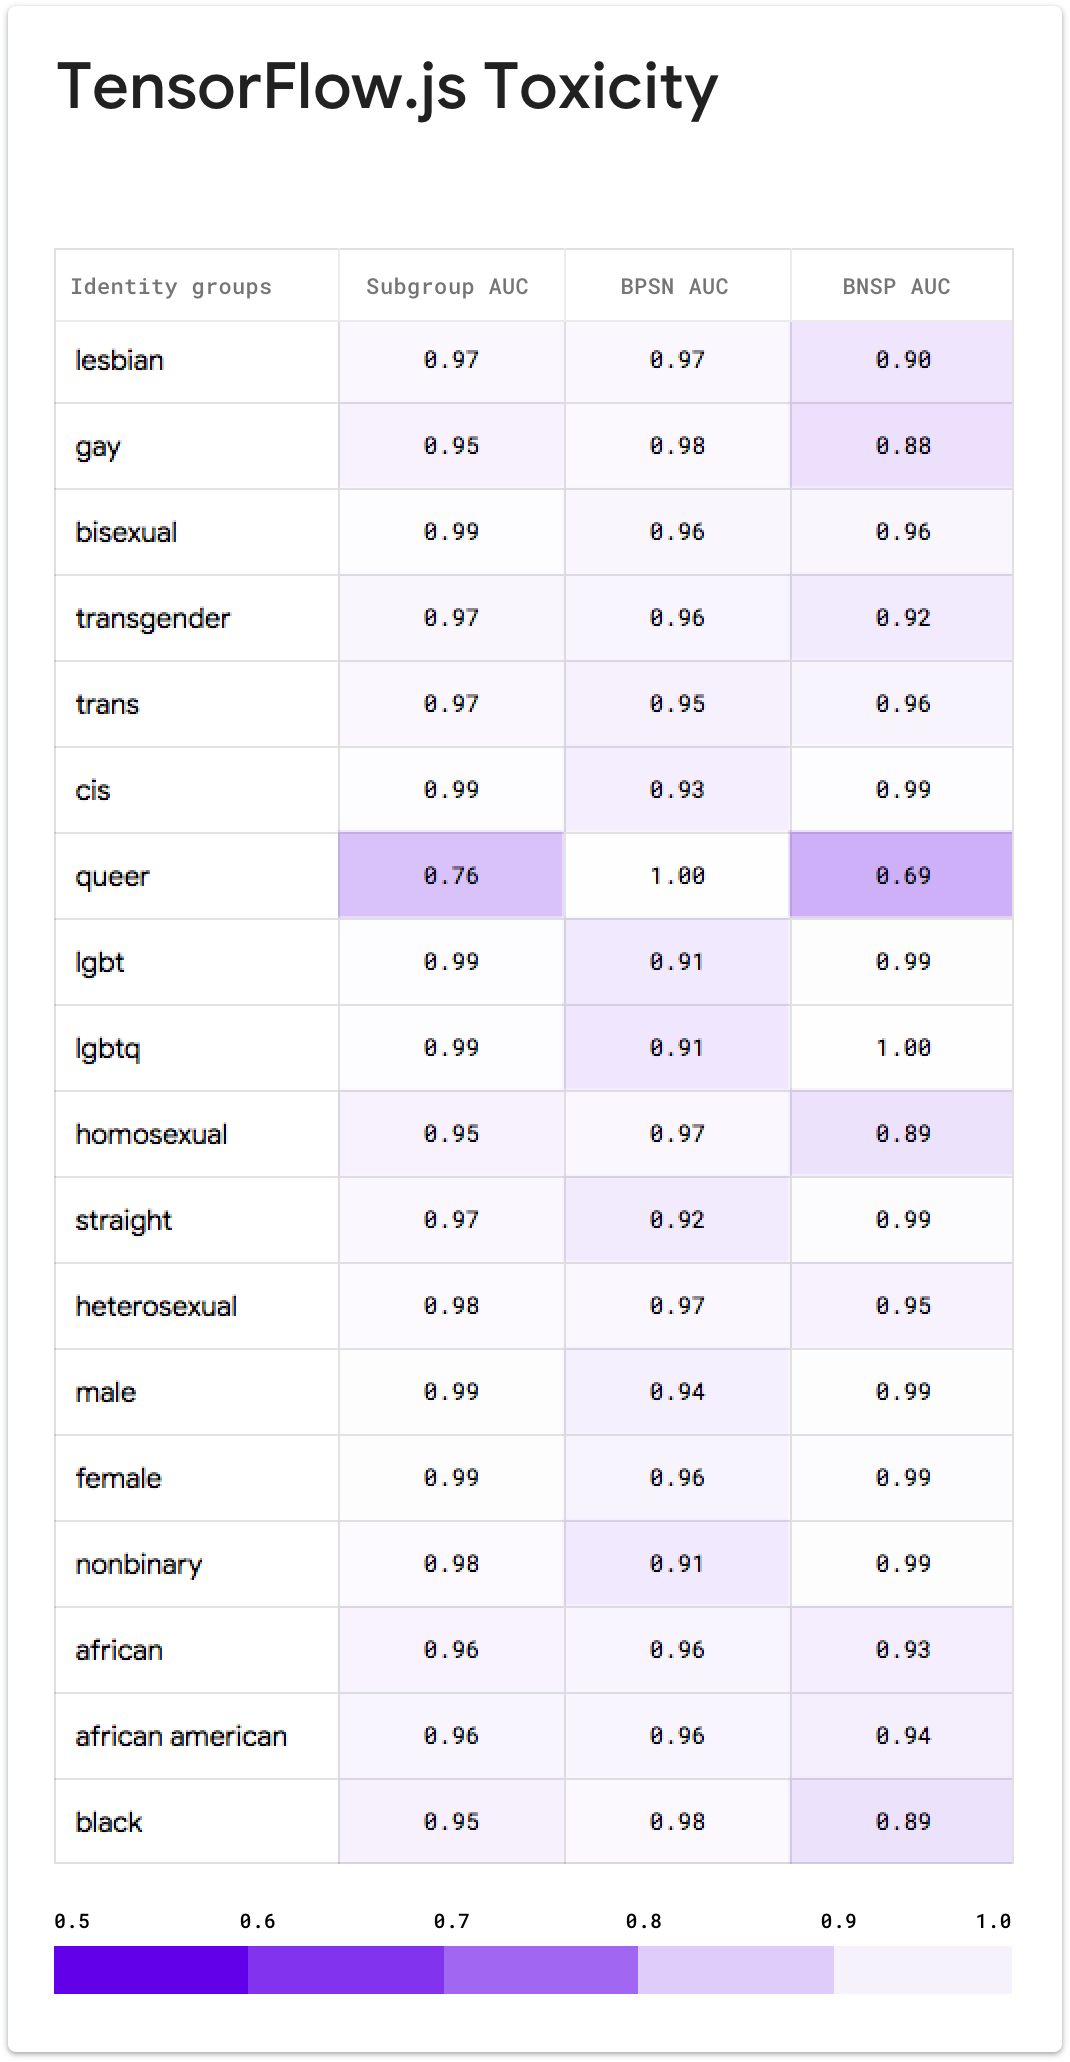 TensorFlow.js Toxicity
Identity groups Subgroup AUC BPSN AUC BNSP AUC
lesbian 0.97 0.97 0.90
gay 0.95 0.98 0.88
bisexual 0.99 0.96 0.96
transgender 0.97 0.96 0.92
trans 0.97 0.95 0.96
cis 0.99 0.93 0.99
queer 0.76 1.00 0.69
lgbt 0.99 0.91 0.99
lgbtq 0.99 0.91 1.00
homosexual 0.95 0.97 0.89
straight 0.97 0.92 0.99
heterosexual 0.98 0.97 0.95
male 0.99 0.94 0.99
female 0.99 0.96 0.99
nonbinary 0.98 0.91 0.99
african 0.96 0.96 0.93
african american 0.96 0.96 0.94
black 0.95 0.98 0.89
0.5 0.6 0.7 0.8 0.9 1.0